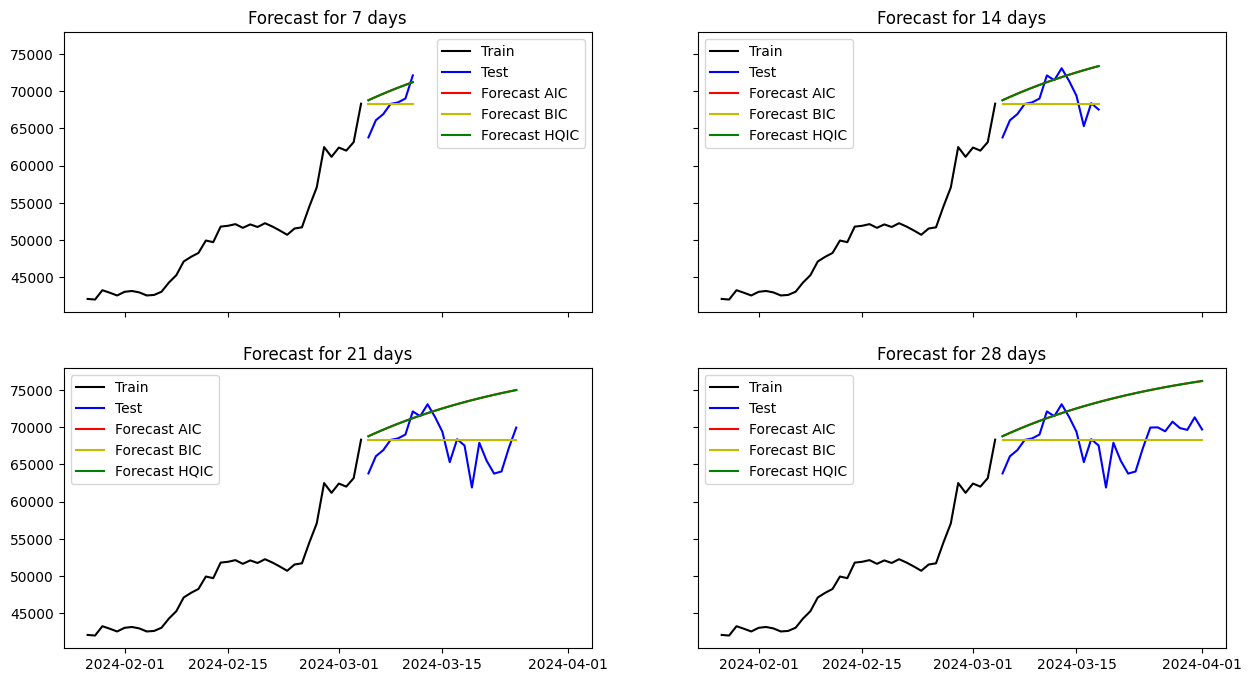 Forecast for 7 days
75000
70000
65000
60000
55000
50000
45000
Train
Test
Forecast AIC
Forecast BIC
Forecast HQIC
Forecast for 14 days
Train
Test
Forecast AIC
Forecast BIC
Forecast HQIC
Forecast for 21 days
75000
70000
65000
60000
55000
50000
45000
Train
Test
Forecast AIC
Forecast BIC
Forecast HQIC
2024-02-01 2024-02-15 2024-03-01 2024-03-15 2024-04-01
Forecast for 28 days
Train
Test
Forecast AIC
Forecast BIC
Forecast HQIC
2024-02-01 2024-02-15 2024-03-01 2024-03-15 2024-04-01